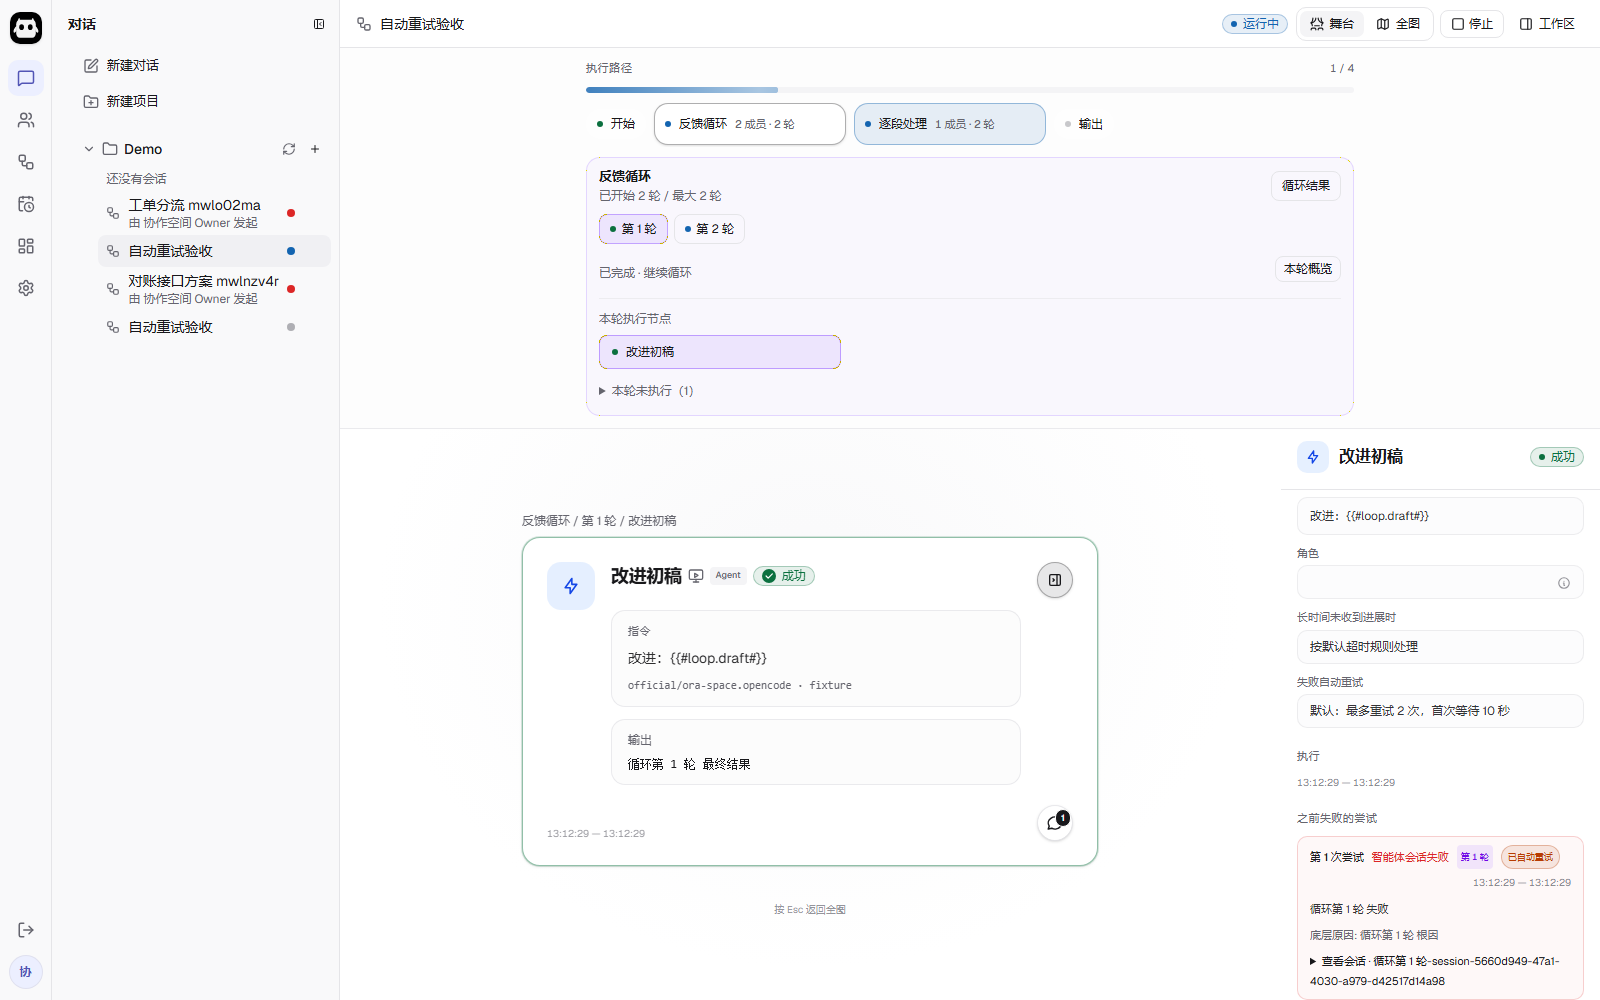 对话
新建对话
新建项目
Demo
还没有会话
工单分流 mwlo02ma
由 协作空间 Owner 发起
自动重试验收
对账接口方案 mwlnzv4r
由 协作空间 Owner 发起
自动重试验收
协
自动重试验收
运行中
舞台
全图
停止
工作区
执行路径
1 / 4
开始
反馈循环 2 成员 · 2 轮
逐段处理 1 成员 · 2 轮
输出
反馈循环
已开始 2 轮 / 最大 2 轮
循环结果
第 1 轮
第 2 轮
已完成 · 继续循环
本轮概览
本轮执行节点
改进初稿
本轮未执行 (1)
反馈循环 / 第 1 轮 / 改进初稿
改进初稿 Agent 成功
指令
改进：{{#loop.draft#}}
official/ora-space.opencode · fixture
输出
循环第 1 轮 最终结果
1
13:12:29 — 13:12:29
按 Esc 返回全图
改进初稿
成功
改进：{{#loop.draft#}}
角色
长时间未收到进展时
按默认超时规则处理
失败自动重试
默认：最多重试 2 次，首次等待 10 秒
执行
13:12:29 — 13:12:29
之前失败的尝试
第 1 次尝试 智能体会话失败 第 1 轮 已自动重试
13:12:29 — 13:12:29
循环第 1 轮 失败
底层原因: 循环第 1 轮 根因
查看会话 · 循环第 1 轮-session-5660d949-47a1-
4030-a979-d42517d14a98